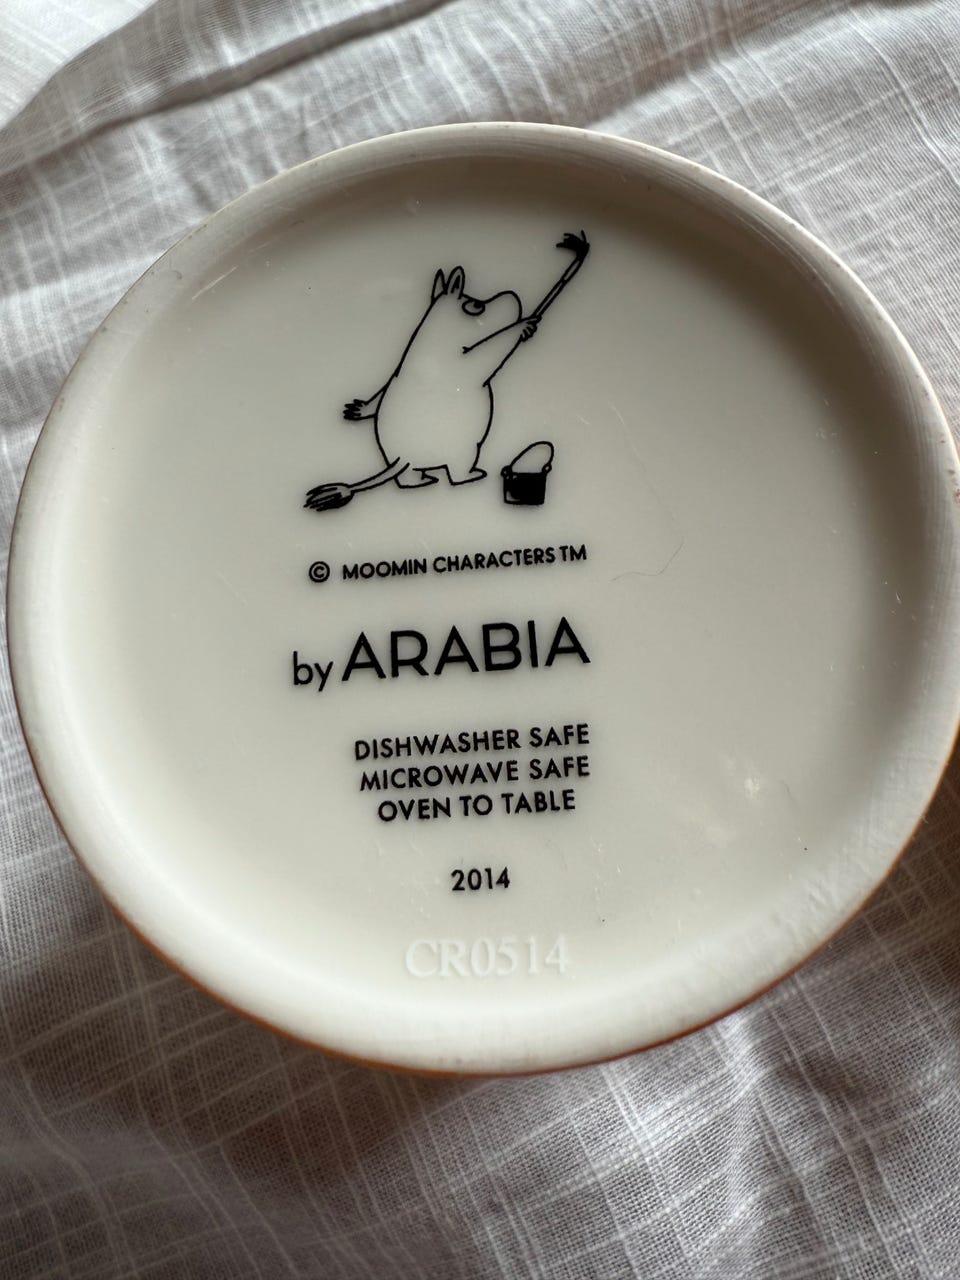 © MOOMIN CHARACTERS TM
by ARABIA
DISHWASHER SAFE
MICROWAVE SAFE
OVEN TO TABLE
2014
CR0514